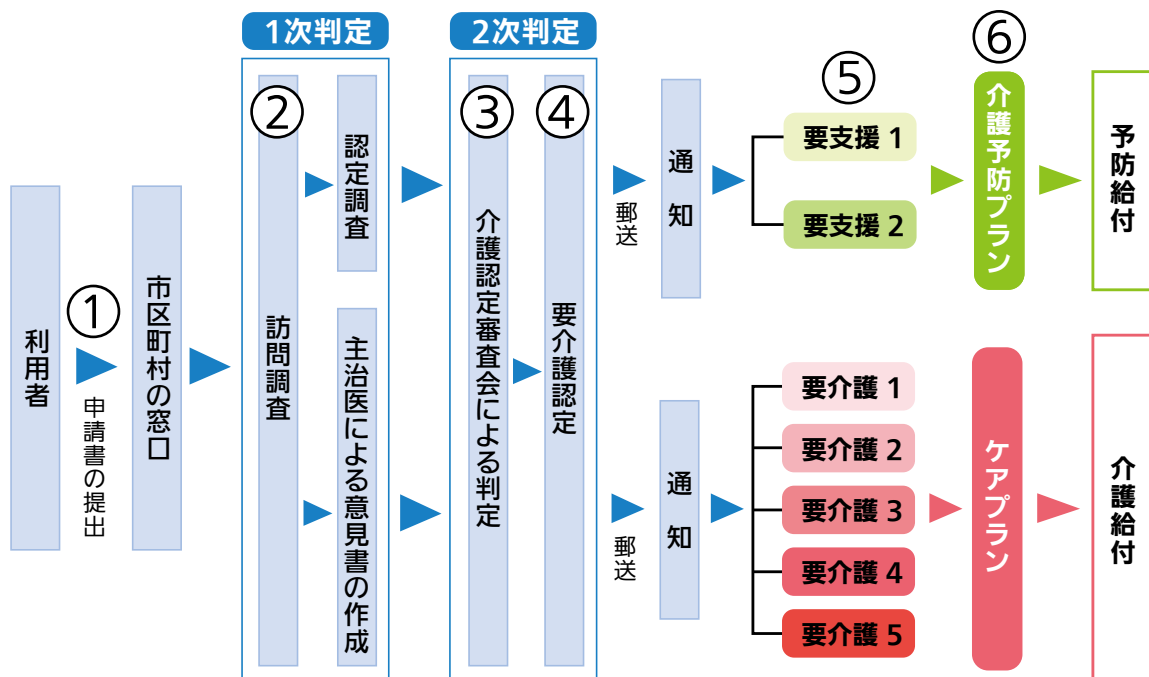 利用者
①
申請書の提出
市区町村の窓口
1次判定
②
訪問調査
認定調査
主治医による意見書の作成
2次判定
③
介護認定審査会による判定
④
要介護認定
郵送
通知
⑤
要支援 1
要支援 2
⑥
介護予防プラン
予防給付
郵送
通知
要介護 1
要介護 2
要介護 3
要介護 4
要介護 5
ケアプラン
介護給付